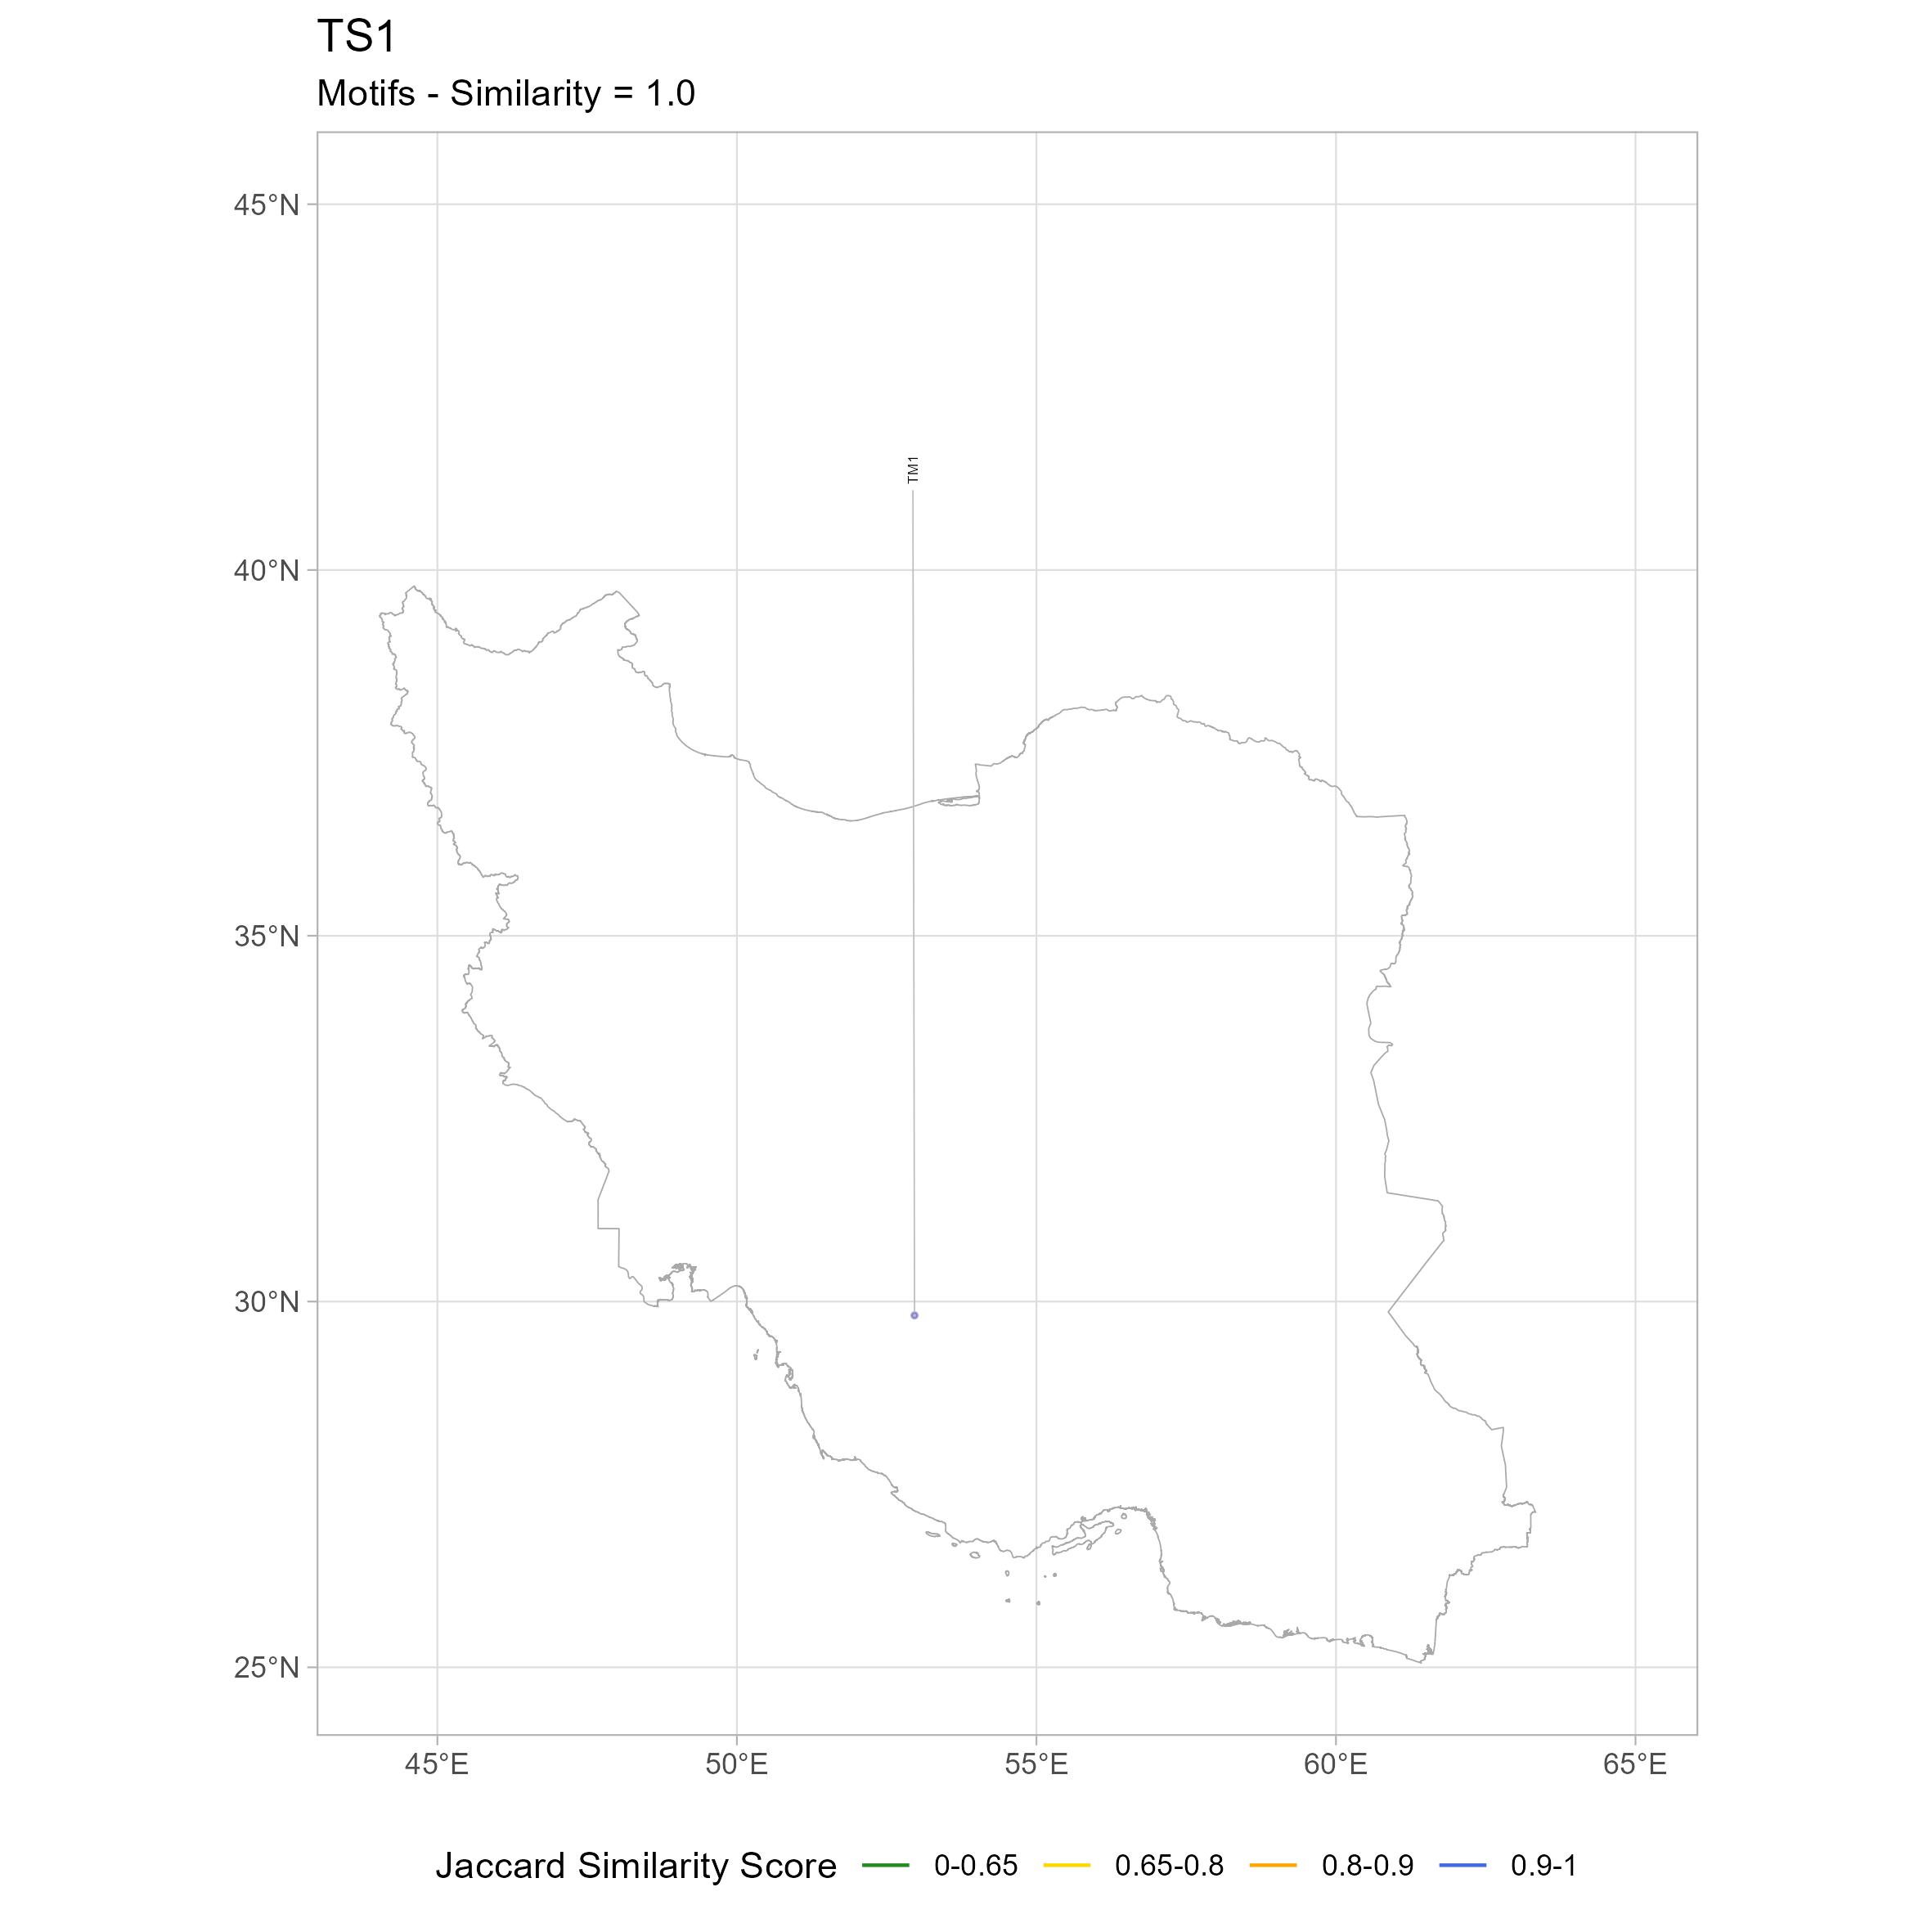 TS1
Motifs - Similarity = 1.0
45°N
TM1
40°N
35°N
30°N
25°N
45°E 50°E 55°E 60°E 65°E
Jaccard Similarity Score 0-0.65 0.65-0.8 0.8-0.9 0.9-1